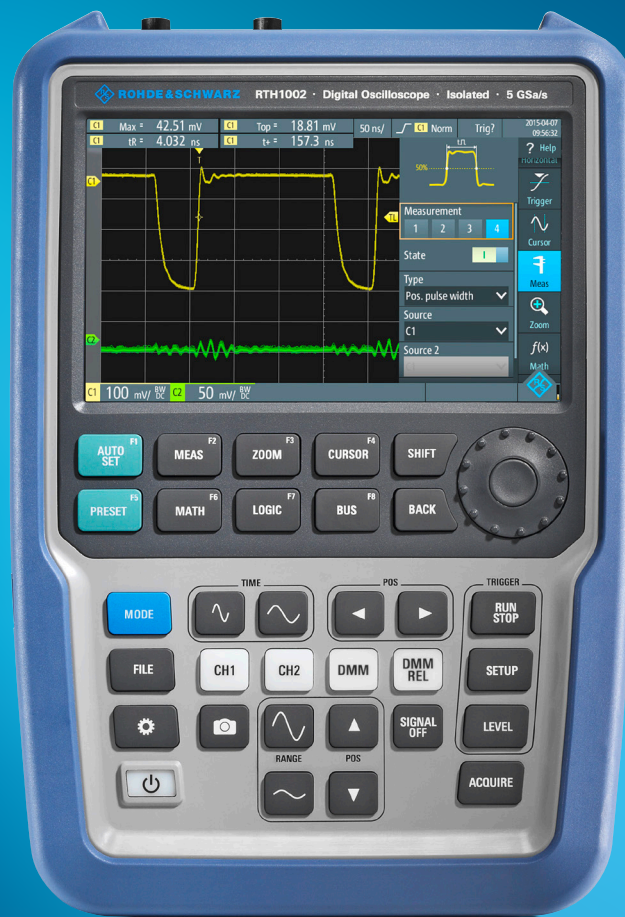 ROHDE & SCHWARZ RTH1002 · Digital Oscilloscope · Isolated · 5 GSa/s
C1 Max = 42.51 mV C1 Top = 18.81 mV 50 ns/ C1 Norm Trig? 2015-04-07
C1 tR = 4.032 ns C1 t+ = 157.3 ns 09:56:32
? Help
Horizontal
T
50%
C1
Trigger
Measurement
TL
1 2 3 4
Cursor
State I
Meas
Type
Pos. pulse width
Zoom
Source
C1
C2
f(x)
Source 2
Math
C1 100 mV/ BW DC C2 50 mV/ BW DC
AUTO SET F1
MEAS F2
ZOOM F3
CURSOR F4
SHIFT
PRESET F5
MATH F6
LOGIC F7
BUS F8
BACK
TIME POS TRIGGER
MODE
RUN
STOP
FILE CH1 CH2 DMM DMM REL SETUP
SIGNAL OFF LEVEL
RANGE POS
ACQUIRE